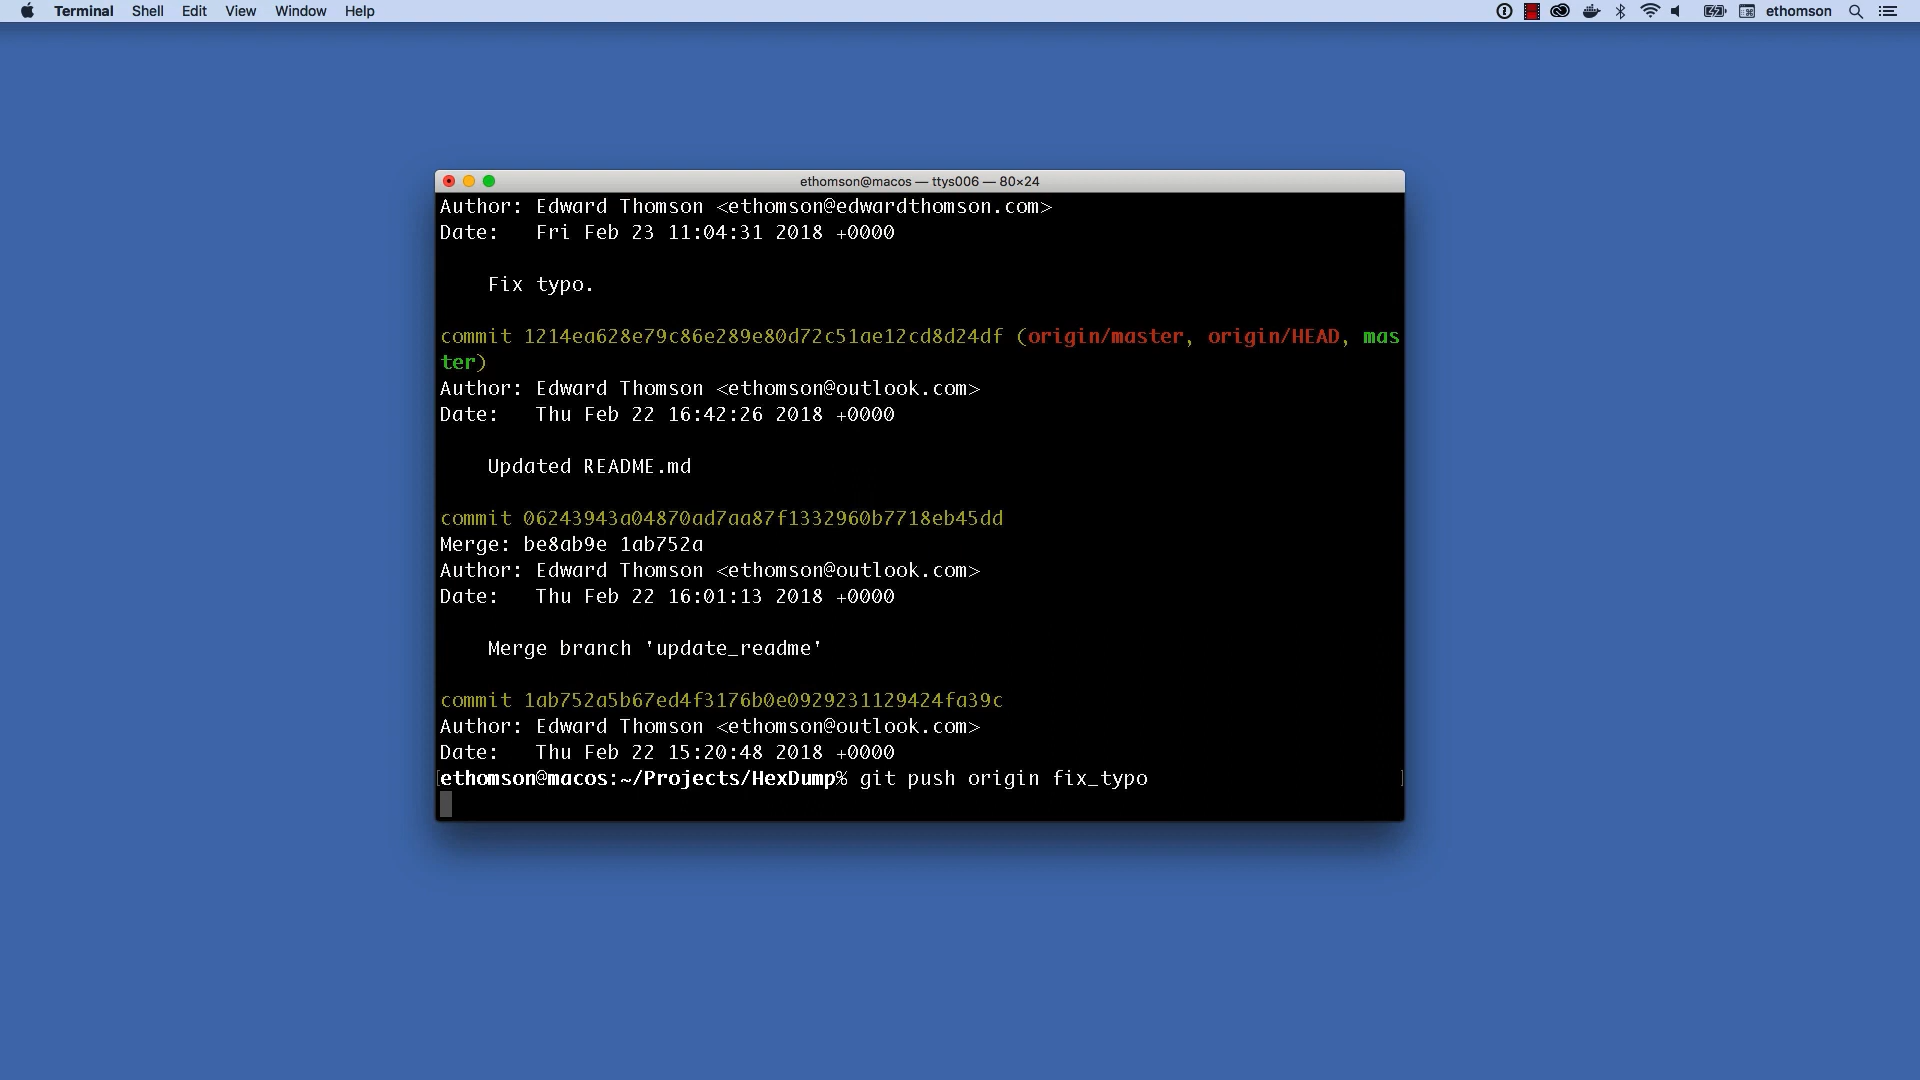 Terminal Shell Edit View Window Help ethomson
ethomson@macos — ttys006 — 80×24
Author: Edward Thomson <ethomson@edwardthomson.com>
Date:   Fri Feb 23 11:04:31 2018 +0000
    Fix typo.
commit 1214ea628e79c86e289e80d72c51ae12cd8d24df (origin/master, origin/HEAD, mas
ter)
Author: Edward Thomson <ethomson@outlook.com>
Date:   Thu Feb 22 16:42:26 2018 +0000
    Updated README.md
commit 06243943a04870ad7aa87f1332960b7718eb45dd
Merge: be8ab9e 1ab752a
Author: Edward Thomson <ethomson@outlook.com>
Date:   Thu Feb 22 16:01:13 2018 +0000
    Merge branch 'update_readme'
commit 1ab752a5b67ed4f3176b0e0929231129424fa39c
Author: Edward Thomson <ethomson@outlook.com>
Date:   Thu Feb 22 15:20:48 2018 +0000
[ethomson@macos:~/Projects/HexDump% git push origin fix_typo ]